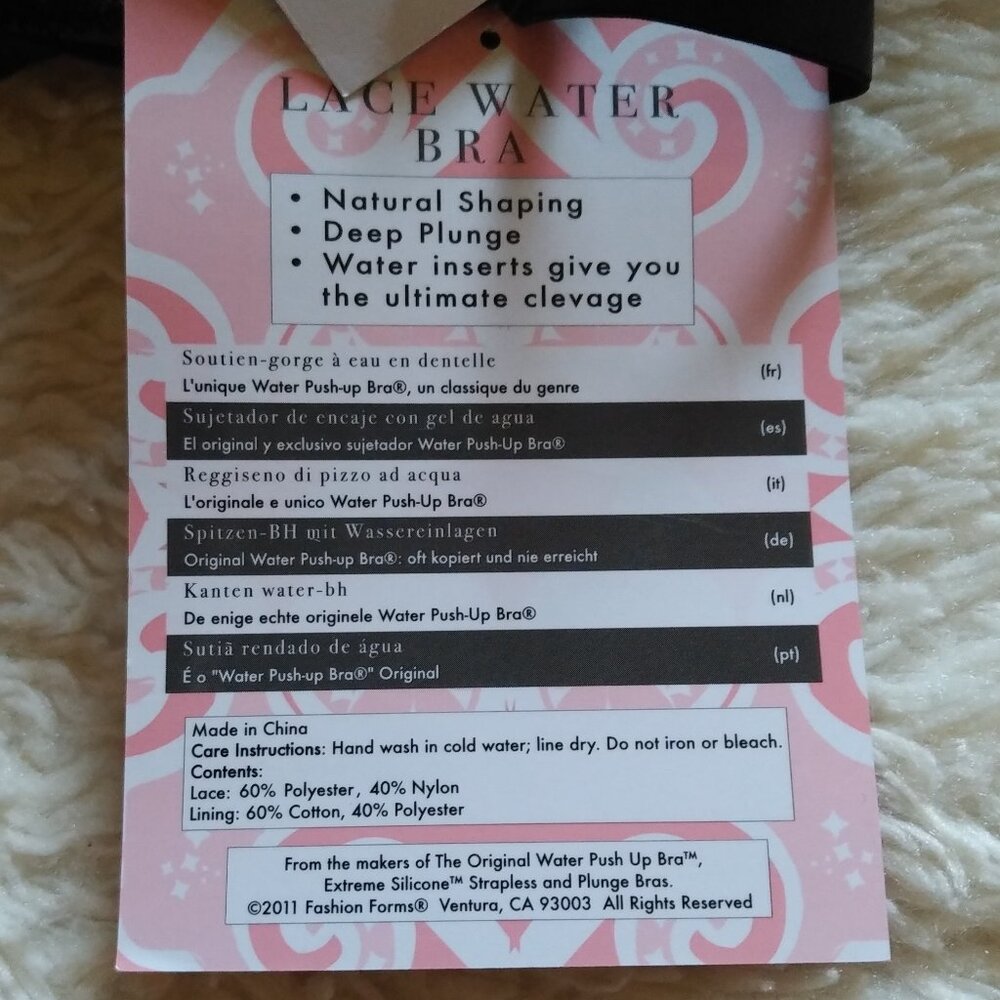 LACE WATER
BRA
• Natural Shaping
• Deep Plunge
• Water inserts give you
the ultimate clevage
Soutien-gorge à eau en dentelle
L'unique Water Push-up Bra®, un classique du genre
(fr)
Sujetador de encaje con gel de agua
El original y exclusivo sujetador Water Push-Up Bra®
(es)
Reggiseno di pizzo ad acqua
L'originale e unico Water Push-Up Bra®
(it)
Spitzen-BH mit Wassereinlagen
Original Water Push-up Bra®: oft kopiert und nie erreicht
(de)
Kanten water-bh
De enige echte originele Water Push-Up Bra®
(nl)
Sutiã rendado de água
É o "Water Push-up Bra®" Original
(pt)
Made in China
Care Instructions: Hand wash in cold water; line dry. Do not iron or bleach.
Contents:
Lace: 60% Polyester, 40% Nylon
Lining: 60% Cotton, 40% Polyester
From the makers of The Original Water Push Up Bra™,
Extreme Silicone™ Strapless and Plunge Bras.
©2011 Fashion Forms® Ventura, CA 93003 All Rights Reserved